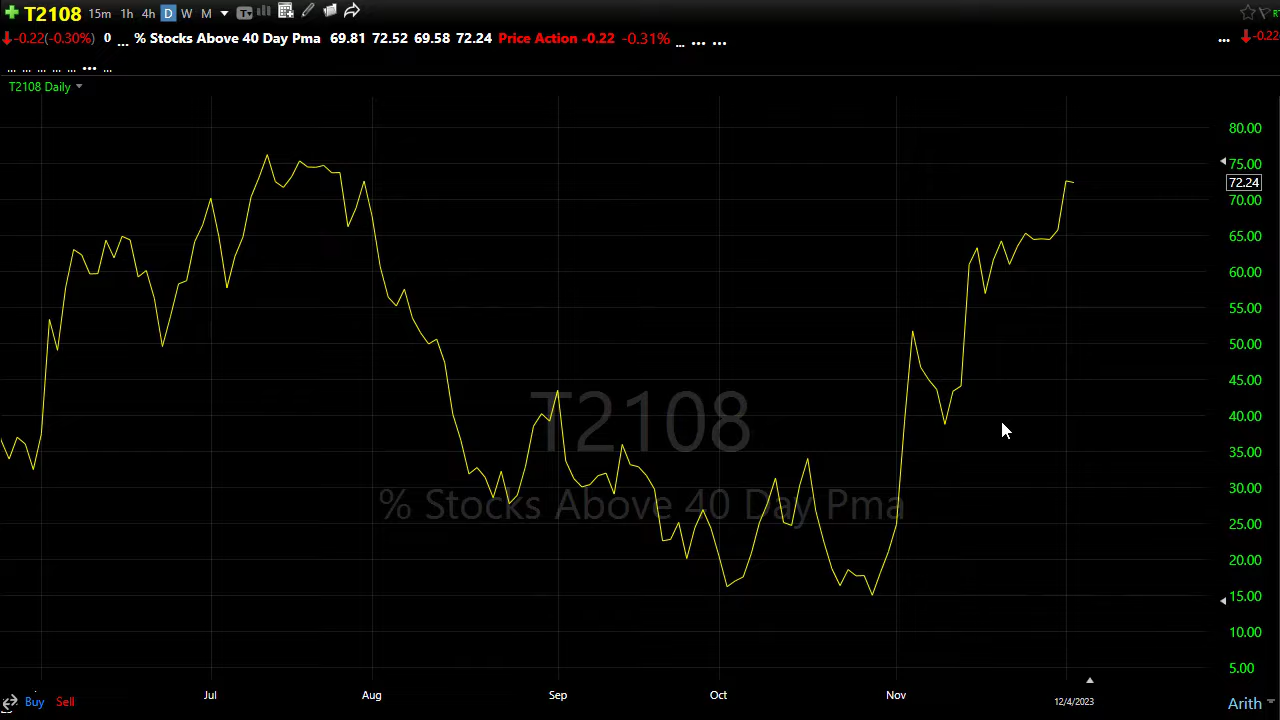 T2108 15m 1h 4h D W M
-0.22(-0.30%) 0 ... % Stocks Above 40 Day Pma 69.81 72.52 69.58 72.24 Price Action -0.22 -0.31% ... ... ... ... -0.22
... ... ... ... ... ... ...
T2108 Daily
80.00
75.00
72.24
70.00
65.00
60.00
55.00
50.00
45.00
T2108
40.00
35.00
30.00
% Stocks Above 40 Day Pma
25.00
20.00
15.00
10.00
5.00
Buy Sell Jul Aug Sep Oct Nov 12/4/2023 Arith